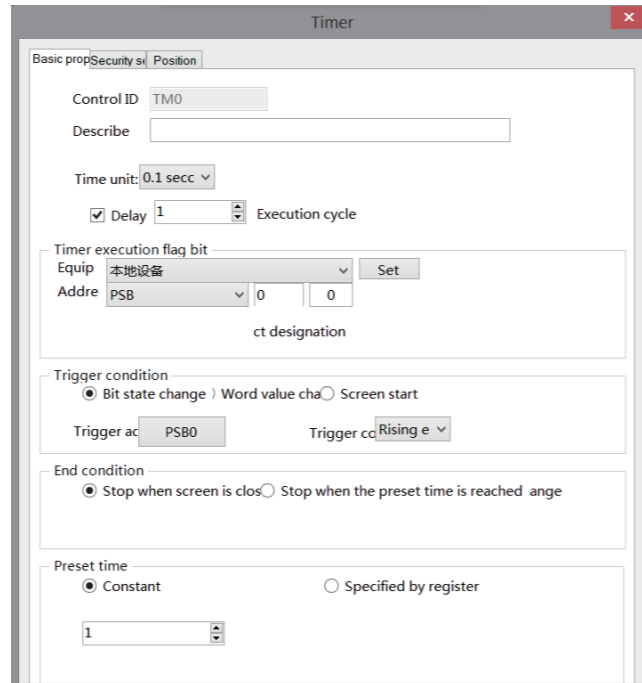 Timer
Basic prop Security se Position
Control ID TM0
Describe
Time unit: 0.1 secc
Delay 1 Execution cycle
Timer execution flag bit
Equip 本地设备 Set
Addre PSB 0 0
ct designation
Trigger condition
Bit state change ) Word value cha Screen start
Trigger ac PSB0 Trigger co Rising e
End condition
Stop when screen is clos Stop when the preset time is reached ange
Preset time
Constant Specified by register
1